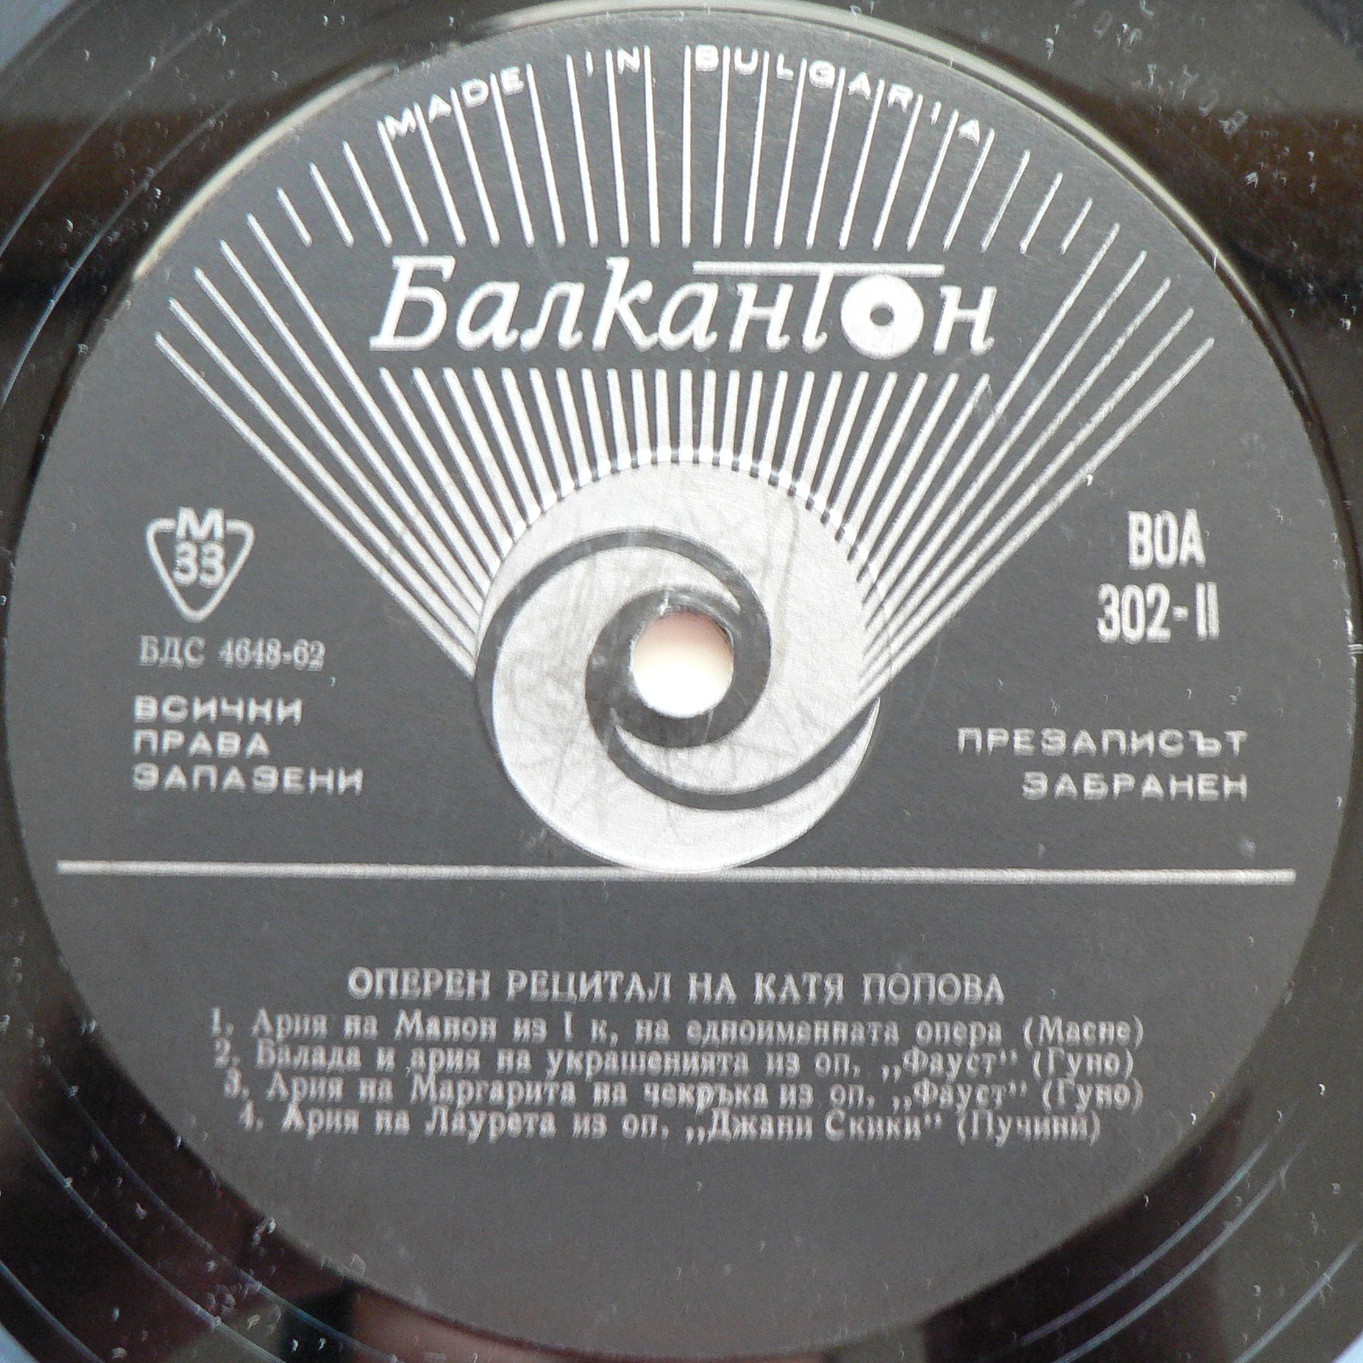 MADE IN BULGARIA
Балкантон
М
33
БДС 4648-62
ВСИЧКИ
ПРАВА
ЗАПАЗЕНИ
ВОА
302-II
ПРЕЗАПИСЪТ
ЗАБРАНЕН
ОПЕРЕН РЕЦИТАЛ НА КАТЯ ПОПОВА
1. Ария на Манон из I к. на едноименната опера (Масне)
2. Балада и ария на украшенията из оп. „Фауст“ (Гуно)
3. Ария на Маргарита на чекръка из оп. „Фауст“ (Гуно)
4. Ария на Лаурета из оп. „Джани Скики“ (Пучини)